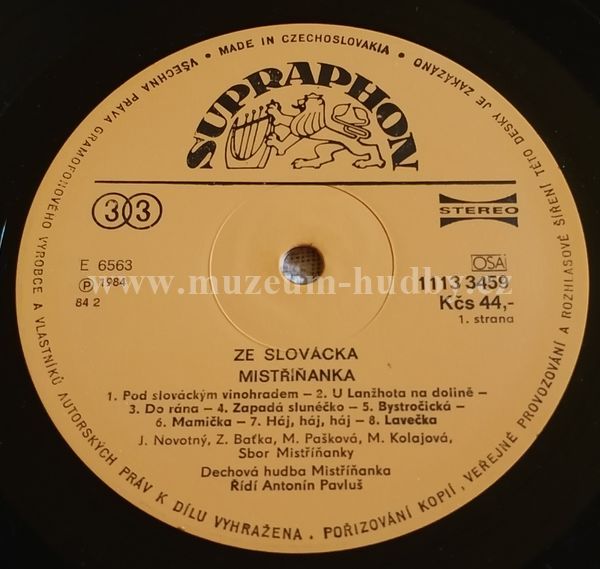 VŠECHNA PRÁVA GRAMOFONOVÉHO VÝROBCE A VLASTNÍKŮ AUTORSKÝCH PRÁV K DÍLU VYHRAŽENA. POŘIZOVÁNÍ KOPIÍ, VEŘEJNÉ PROVOZOVÁNÍ A ROZHLASOVÉ ŠÍŘENÍ TÉTO DESKY JE ZAKÁZÁNO
• MADE IN CZECHOSLOVAKIA •
SUPRAPHON
33
STEREO
E 6563
Ⓟ 1984
84 2
OSA
1113 3459
Kčs 44,-
1. strana
www.muzeum-hudby.cz
ZE SLOVÁCKA
MISTŘÍŇANKA
1. Pod slováckým vinohradem – 2. U Lanžhota na dolině –
3. Do rána – 4. Zapadá slunéčko – 5. Bystročická –
6. Mamička – 7. Háj, háj, háj – 8. Lavečka
J. Novotný, Z. Baťka, M. Pašková, M. Kolajová,
Sbor Mistříňanky
Dechová hudba Mistříňanka
Řídí Antonín Pavluš